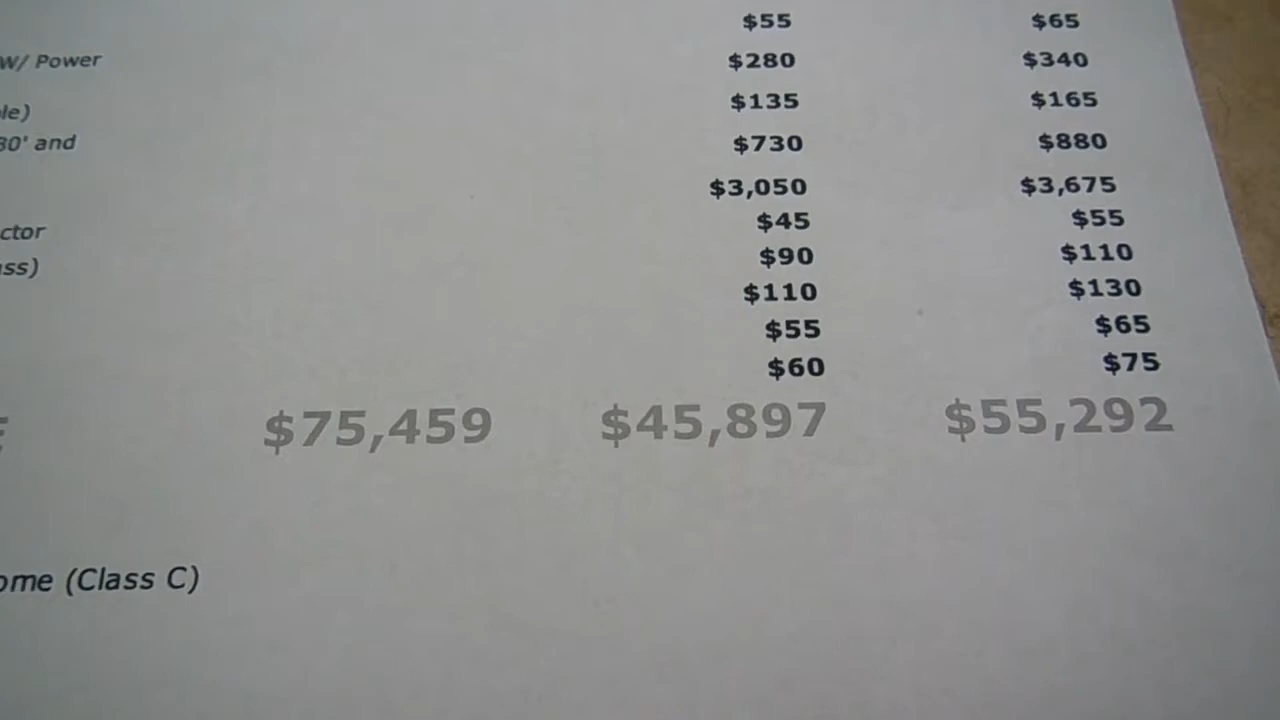 $55 $65
W/ Power $280 $340
le) $135 $165
30' and $730 $880
$3,050 $3,675
ctor $45 $55
ass) $90 $110
$110 $130
$55 $65
$60 $75
E $75,459 $45,897 $55,292
ome (Class C)